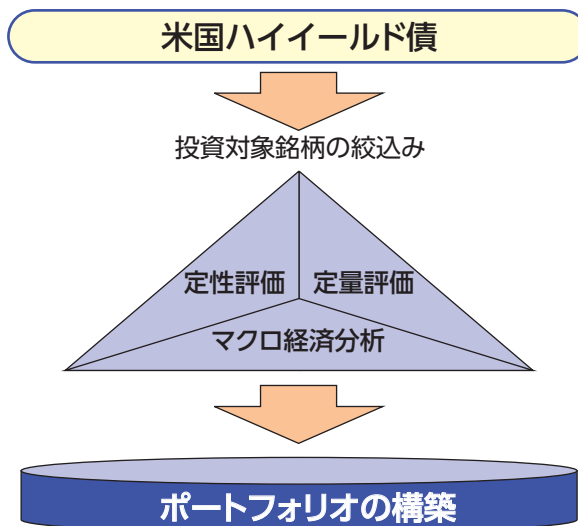 米国ハイイールド債
投資対象銘柄の絞込み
定性評価 定量評価
マクロ経済分析
ポートフォリオの構築